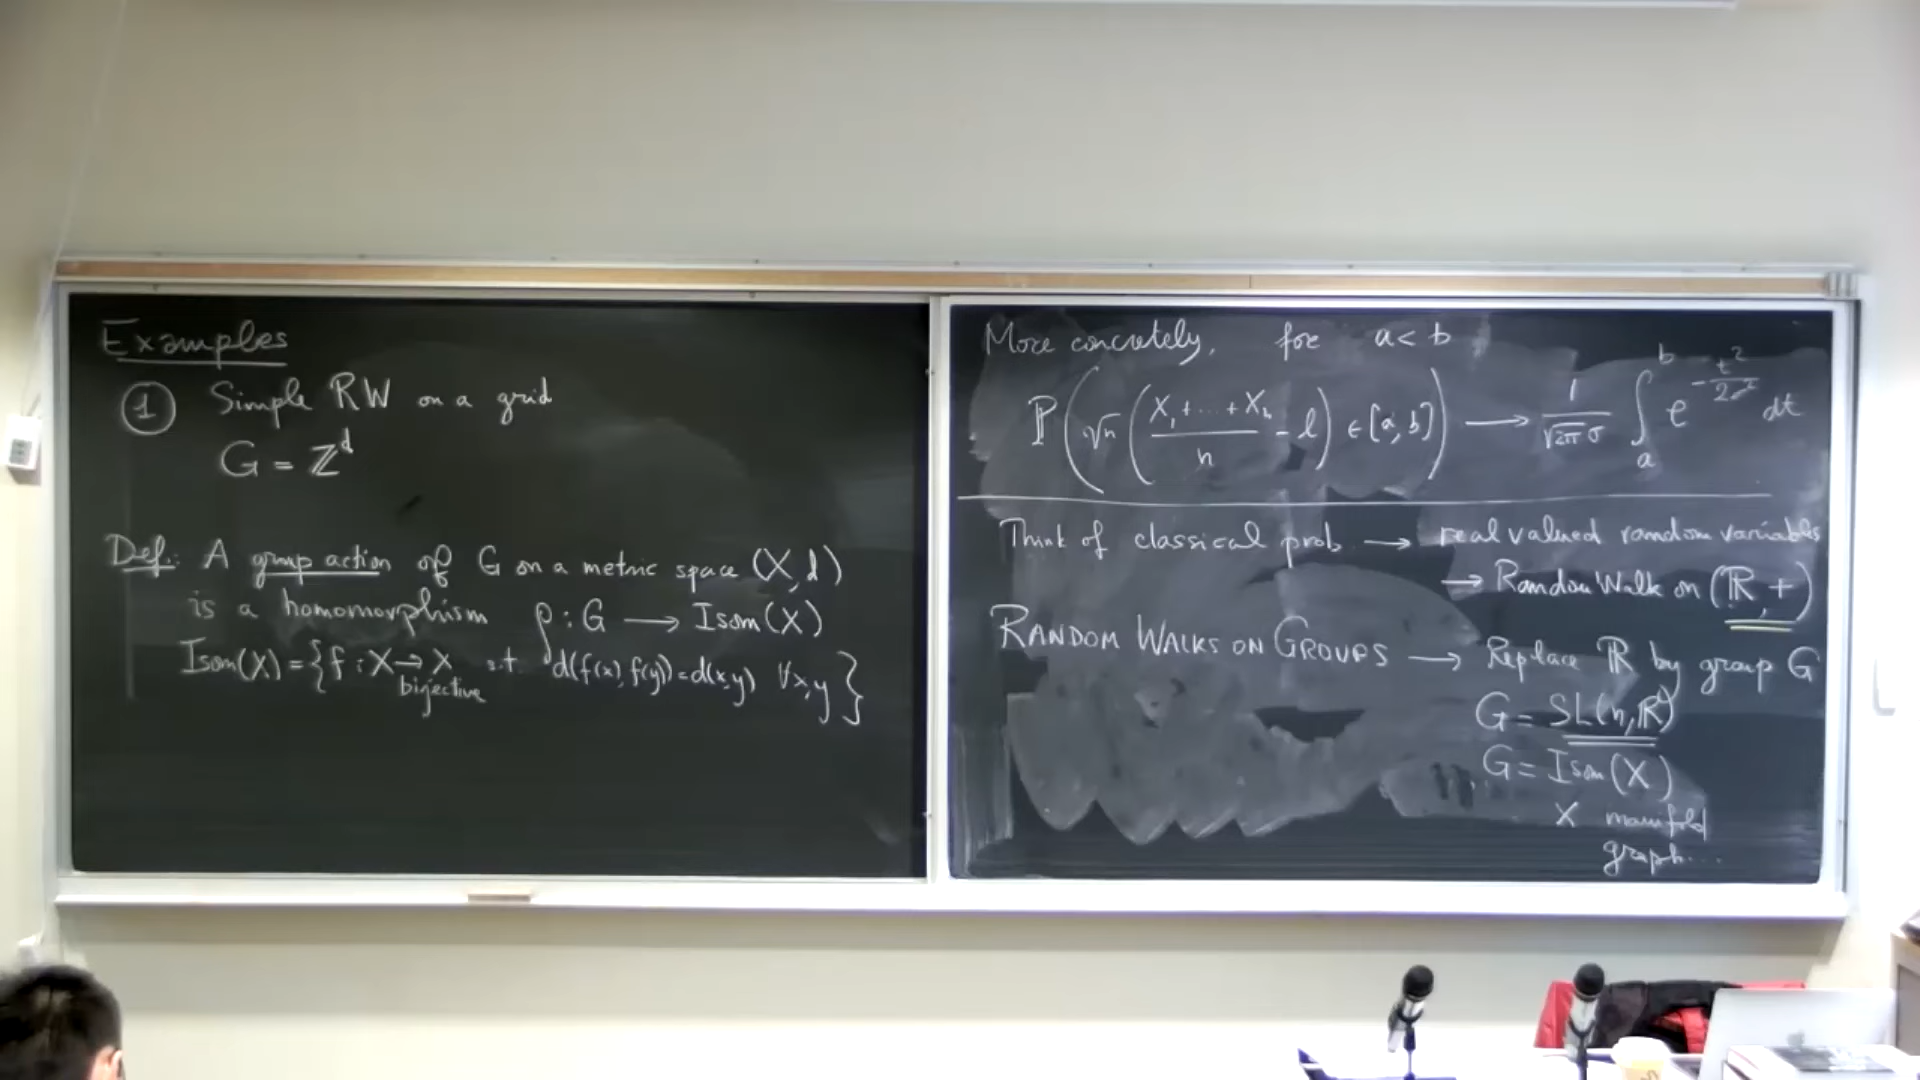 Examples
① Simple RW on a grid
G = ℤ^d
Def: A group action of G on a metric space (X,d)
is a homomorphism ρ : G ⟶ Isom(X)
Isom(X) = {f : X → X bijective s.t. d(f(x), f(y)) = d(x,y) ∀x,y}
More concretely, for a < b
ℙ(√n (X₁+...+Xₙ / n - l) ∈ [a,b]) ⟶ 1/(√2π σ) ∫_a^b e^{-t²/2σ²} dt
Think of classical prob. ⟶ real valued random variables
⟶ Random Walk on (ℝ, +)
RANDOM WALKS ON GROUPS ⟶ Replace ℝ by group G
G = SL(n, ℝ)
G = Isom(X)
X manifold
graph...